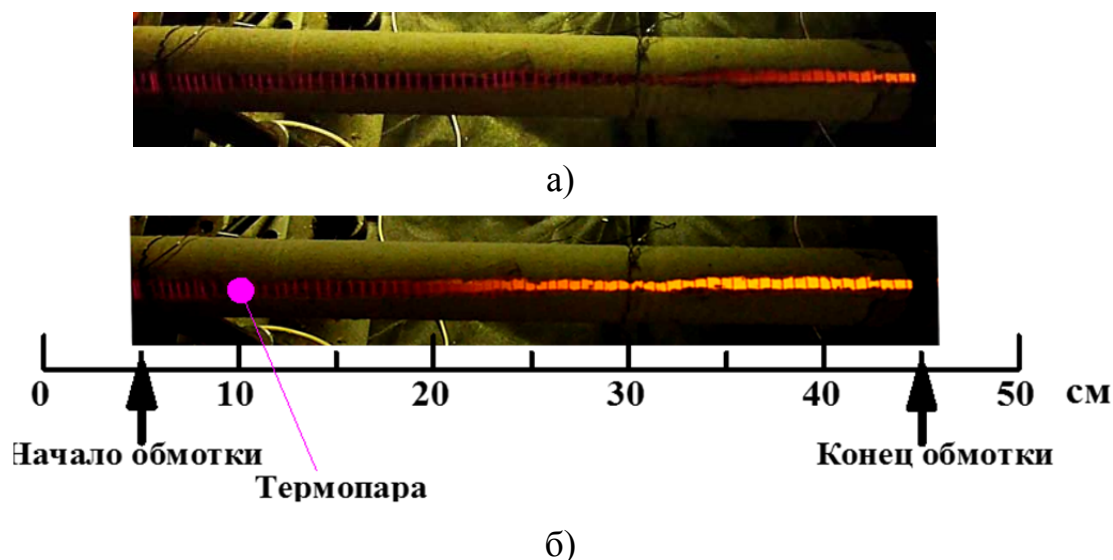 а)
0 10 20 30 40 50 см
Начало обмотки Конец обмотки
Термопара
б)